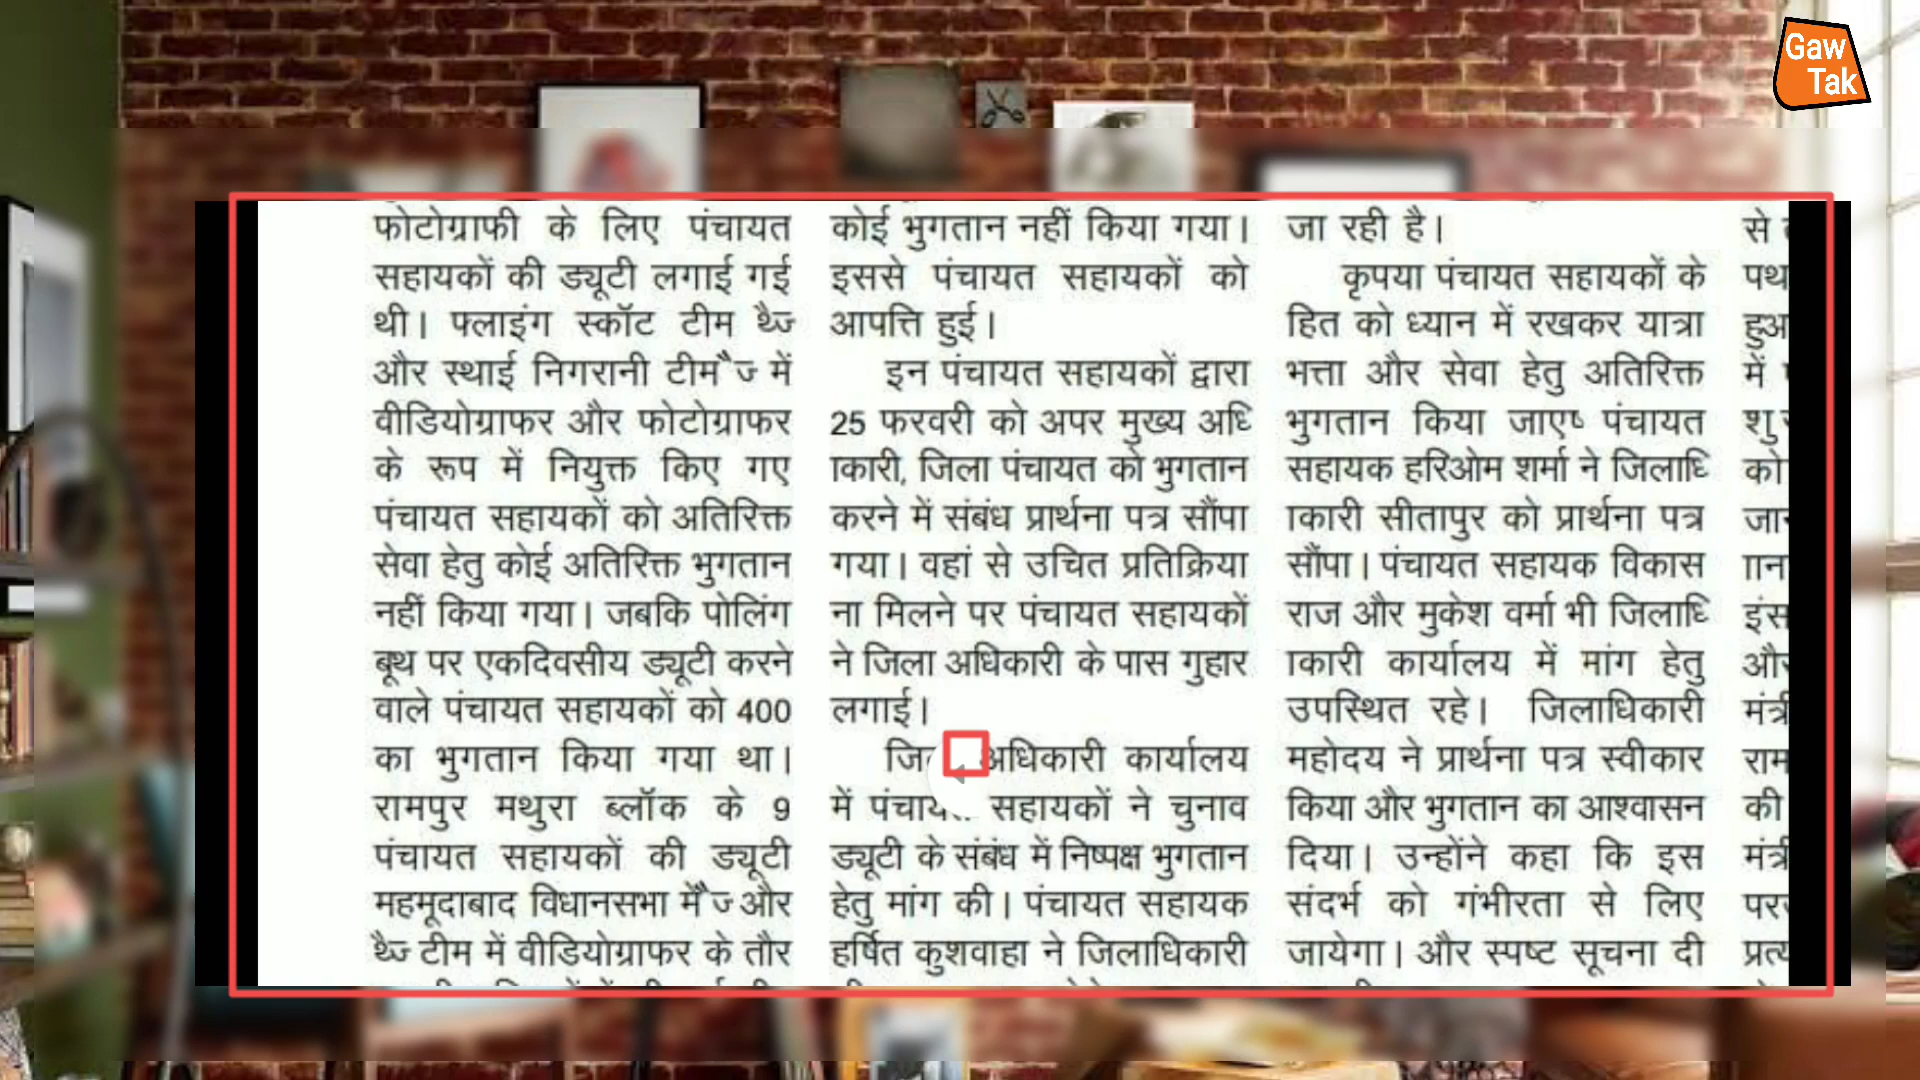 Gaw
Tak
फोटोग्राफी के लिए पंचायत
सहायकों की ड्यूटी लगाई गई
थी। फ्लाइंग स्कॉट टीम थ्ैज्
और स्थाई निगरानी टीम ैज् में
वीडियोग्राफर और फोटोग्राफर
के रूप में नियुक्त किए गए
पंचायत सहायकों को अतिरिक्त
सेवा हेतु कोई अतिरिक्त भुगतान
नहीं किया गया। जबकि पोलिंग
बूथ पर एकदिवसीय ड्यूटी करने
वाले पंचायत सहायकों को 400
का भुगतान किया गया था।
रामपुर मथुरा ब्लॉक के 9
पंचायत सहायकों की ड्यूटी
महमूदाबाद विधानसभा में ैज् और
थ्ैज् टीम में वीडियोग्राफर के तौर
कोई भुगतान नहीं किया गया।
इससे पंचायत सहायकों को
आपत्ति हुई।
इन पंचायत सहायकों द्वारा
25 फरवरी को अपर मुख्य अधि
ाकारी, जिला पंचायत को भुगतान
करने में संबंध प्रार्थना पत्र सौंपा
गया। वहां से उचित प्रतिक्रिया
ना मिलने पर पंचायत सहायकों
ने जिला अधिकारी के पास गुहार
लगाई।
अधिकारी कार्यालय
में सहायकों ने चुनाव
ड्यूटी के संबंध में निष्पक्ष भुगतान
हेतु मांग की। पंचायत सहायक
हर्षित कुशवाहा ने जिलाधिकारी
जा रही है।
कृपया पंचायत सहायकों के
हित को ध्यान में रखकर यात्रा
भत्ता और सेवा हेतु अतिरिक्त
भुगतान किया जाएष् पंचायत
सहायक हरिओम शर्मा ने जिलाधि
ाकारी सीतापुर को प्रार्थना पत्र
सौंपा। पंचायत सहायक विकास
राज और मुकेश वर्मा भी जिलाधि
ाकारी कार्यालय में मांग हेतु
उपस्थित रहे। जिलाधिकारी
महोदय ने प्रार्थना पत्र स्वीकार
किया और भुगतान का आश्वासन
दिया। उन्होंने कहा कि इस
संदर्भ को गंभीरता से लिए
जायेगा। और स्पष्ट सूचना दी
से
में
को
की